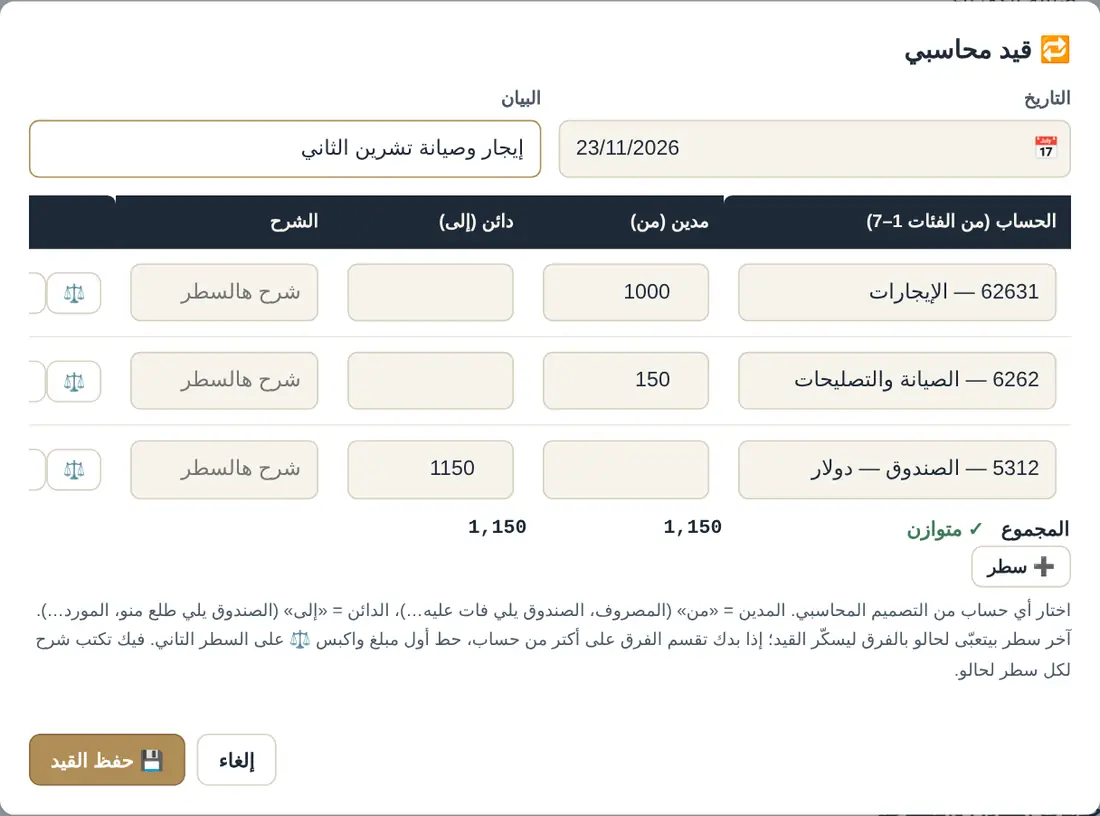 🔁 قيد محاسبي
التاريخ
البيان
23/11/2026
إيجار وصيانة تشرين الثاني
الحساب (من الفئات 1–7) مدين (من) دائن (إلى) الشرح
62631 — الإيجارات 1000 شرح هالسطر ⚖️
6262 — الصيانة والتصليحات 150 شرح هالسطر ⚖️
5312 — الصندوق — دولار 1150 شرح هالسطر ⚖️
المجموع ✓ متوازن 1,150 1,150
➕ سطر
اختار أي حساب من التصميم المحاسبي. المدين = «من» (المصروف، الصندوق يلي فات عليه…)، الدائن = «إلى» (الصندوق يلي طلع منو، المورد…).
آخر سطر بيتعبّى لحالو بالفرق ليسكّر القيد؛ إذا بدك تقسم الفرق على أكتر من حساب، حط أول مبلغ واكبس ⚖️ على السطر التاني. فيك تكتب شرح
لكل سطر لحالو.
إلغاء
💾 حفظ القيد